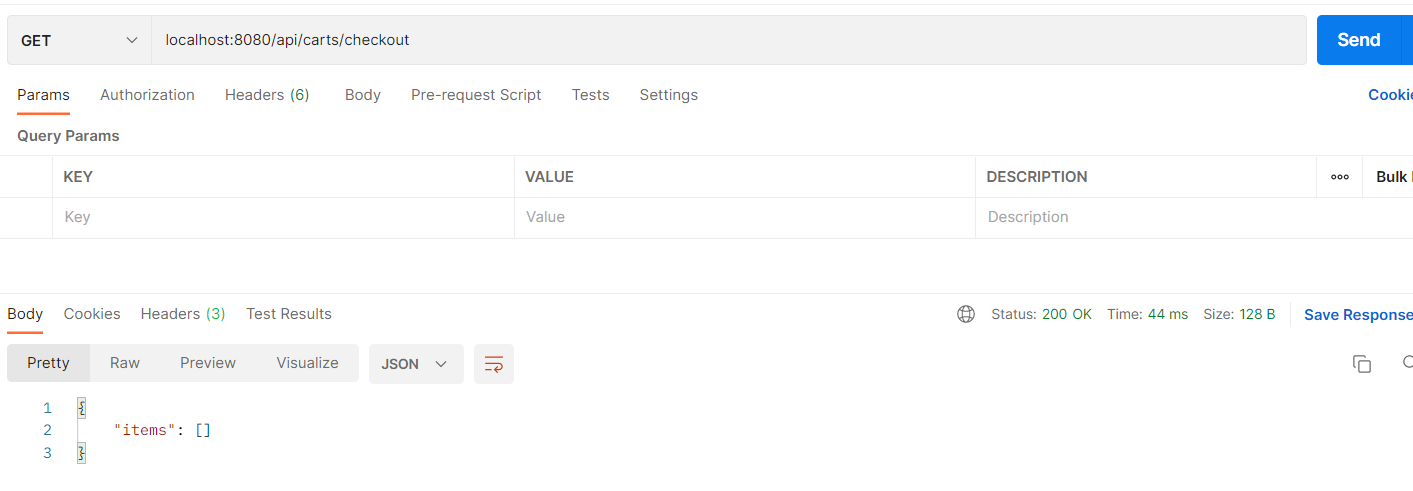 GET localhost:8080/api/carts/checkout Send
Params Authorization Headers (6) Body Pre-request Script Tests Settings Cookie
Query Params
KEY VALUE DESCRIPTION ooo Bulk
Key Value Description
Body Cookies Headers (3) Test Results Status: 200 OK Time: 44 ms Size: 128 B Save Response
Pretty Raw Preview Visualize JSON
1 {
2 "items": []
3 }